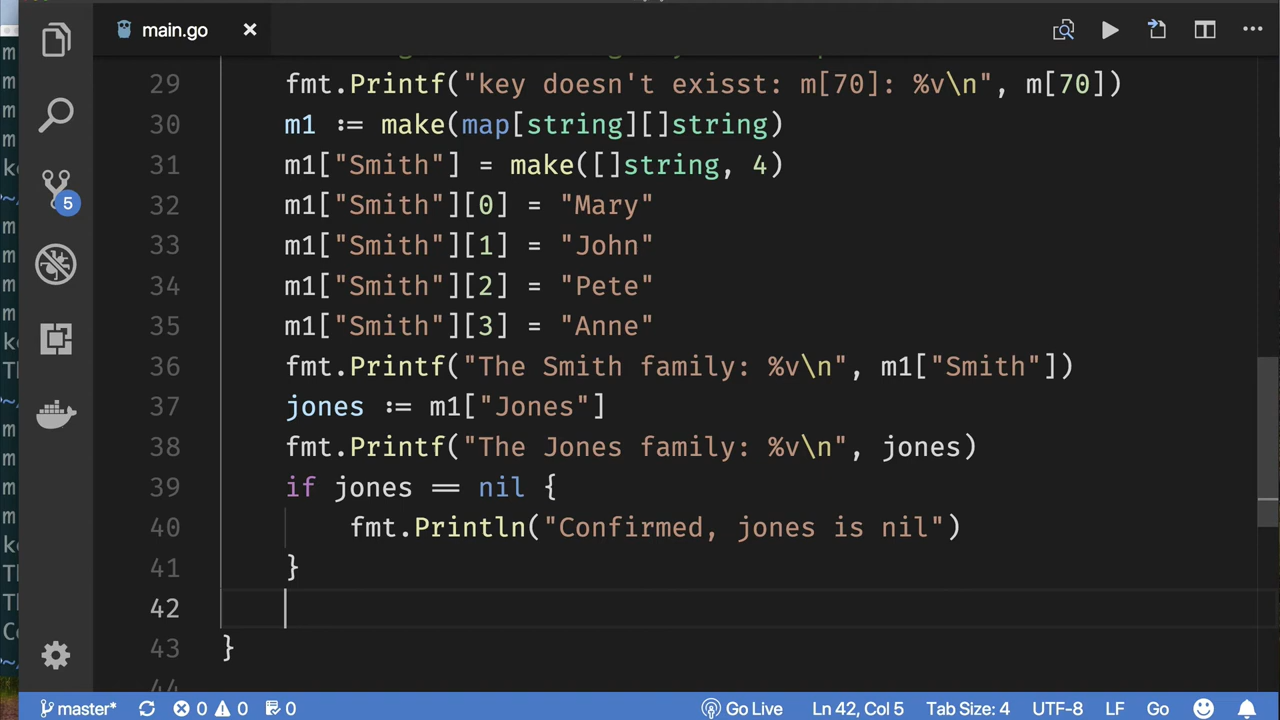 main.go
29 fmt.Printf("key doesn't exisst: m[70]: %v\n", m[70])
30 m1 := make(map[string][]string)
31 m1["Smith"] = make([]string, 4)
32 m1["Smith"][0] = "Mary"
33 m1["Smith"][1] = "John"
34 m1["Smith"][2] = "Pete"
35 m1["Smith"][3] = "Anne"
36 fmt.Printf("The Smith family: %v\n", m1["Smith"])
37 jones := m1["Jones"]
38 fmt.Printf("The Jones family: %v\n", jones)
39 if jones == nil {
40 fmt.Println("Confirmed, jones is nil")
41 }
42
43 }
44
5
master* 0 0 0 Go Live Ln 42, Col 5 Tab Size: 4 UTF-8 LF Go